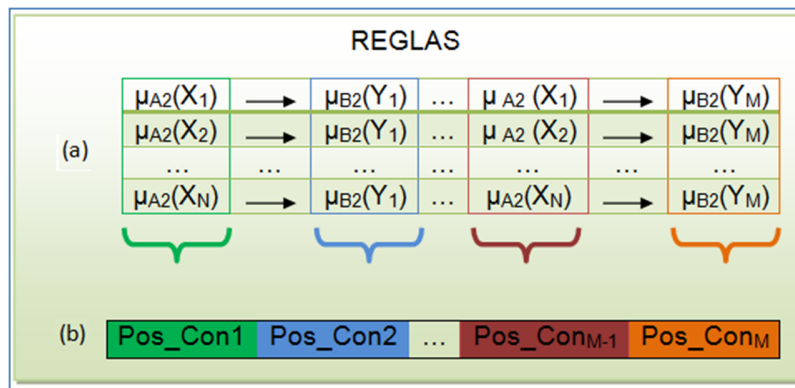 REGLAS
μA2(X1) → μB2(Y1) ... μ A2 (X1) → μB2(YM)
(a)
μA2(X2) → μB2(Y1) ... μ A2 (X2) → μB2(YM)
... ... ... ... ... ... ...
μA2(XN) → μB2(Y1) ... μA2(XN) → μB2(YM)
(b) Pos_Con1 Pos_Con2 ... Pos_ConM-1 Pos_ConM